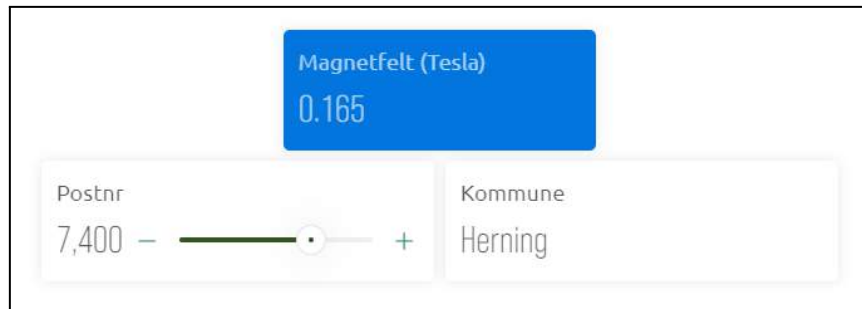 Magnetfelt (Tesla)
0.165
Postnr
7,400 − +
Kommune
Herning